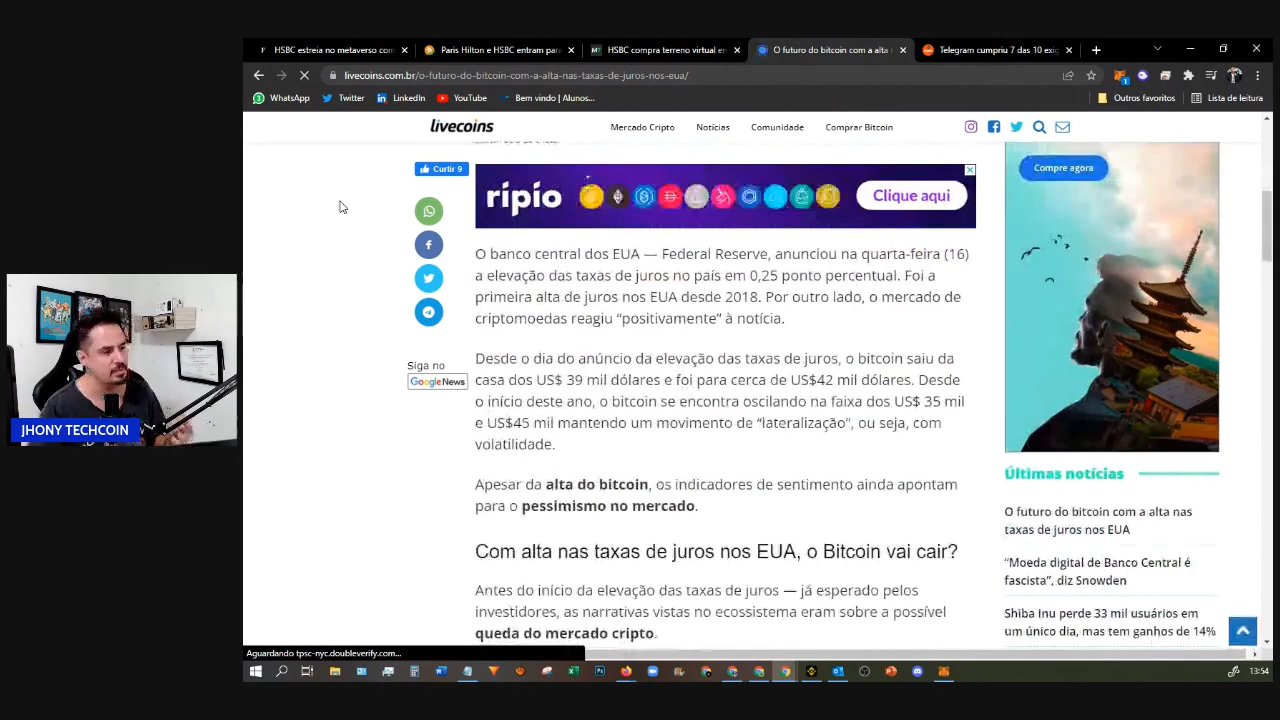 HSBC estreia no metaverso com
Paris Hilton e HSBC entram para
HSBC compra terreno virtual em
O futuro do bitcoin com a alta n
Telegram cumpriu 7 das 10 exig
livecoins.com.br/o-futuro-do-bitcoin-com-a-alta-nas-taxas-de-juros-nos-eua/
WhatsApp
Twitter
LinkedIn
YouTube
Bem vindo | Alunos...
Outros favoritos
Lista de leitura
livecoins
Mercado Cripto
Notícias
Comunidade
Comprar Bitcoin
Curtir 9
ripio
Clique aqui
Compre agora
O banco central dos EUA — Federal Reserve, anunciou na quarta-feira (16)
a elevação das taxas de juros no país em 0,25 ponto percentual. Foi a
primeira alta de juros nos EUA desde 2018. Por outro lado, o mercado de
criptomoedas reagiu “positivamente” à notícia.
Siga no
Google News
Desde o dia do anúncio da elevação das taxas de juros, o bitcoin saiu da
casa dos US$ 39 mil dólares e foi para cerca de US$42 mil dólares. Desde
o início deste ano, o bitcoin se encontra oscilando na faixa dos US$ 35 mil
e US$45 mil mantendo um movimento de “lateralização”, ou seja, com
volatilidade.
Apesar da alta do bitcoin, os indicadores de sentimento ainda apontam
para o pessimismo no mercado.
Com alta nas taxas de juros nos EUA, o Bitcoin vai cair?
Antes do início da elevação das taxas de juros — já esperado pelos
investidores, as narrativas vistas no ecossistema eram sobre a possível
queda do mercado cripto.
Últimas notícias
O futuro do bitcoin com a alta nas
taxas de juros nos EUA
“Moeda digital de Banco Central é
fascista”, diz Snowden
Shiba Inu perde 33 mil usuários em
um único dia, mas tem ganhos de 14%
JHONY TECHCOIN
Aguardando tpsc-nyc.doubleverify.com...
13:54